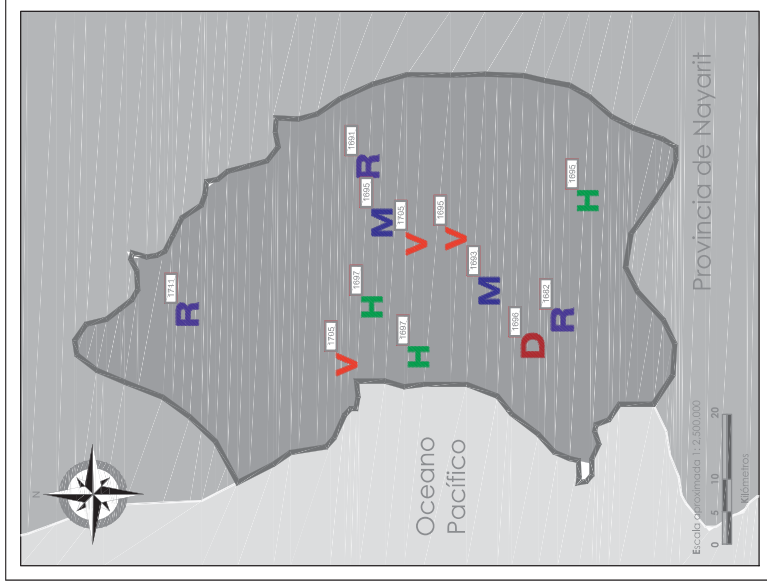 N
1711
R
1705
V
1691
R
1697
H
1695
M
1705
V
1697
H
Oceano
Pacífico
1695
V
1693
M
1696
D
1682
R
1695
H
Provincia de Nayarit
Escala aproximada 1: 2,500,000
0 5 10 20
Kilómetros